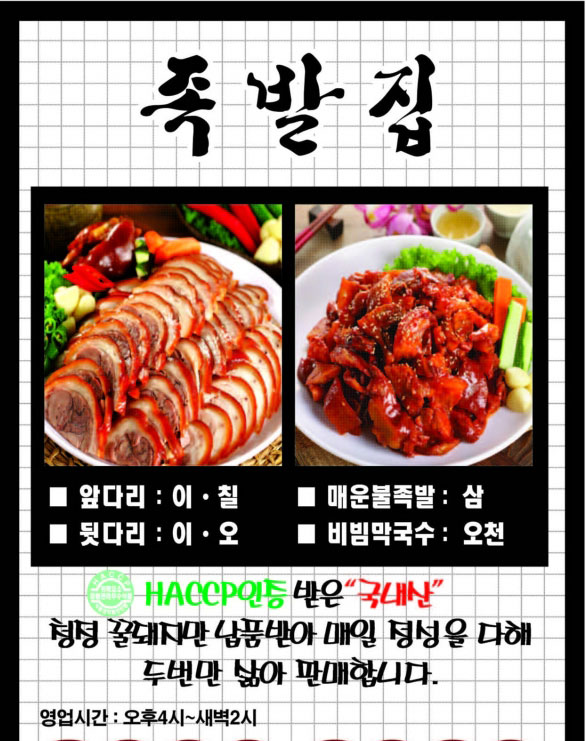 족발집
■ 앞다리 : 이 · 칠
■ 뒷다리 : 이 · 오
■ 매운불족발 : 삼
■ 비빔막국수 : 오천
HACCP인증 받은 “국내산”
청정 꿀돼지만 납품받아 매일 정성을 다해
두번만 삶아 판매합니다.
영업시간 : 오후4시~새벽2시